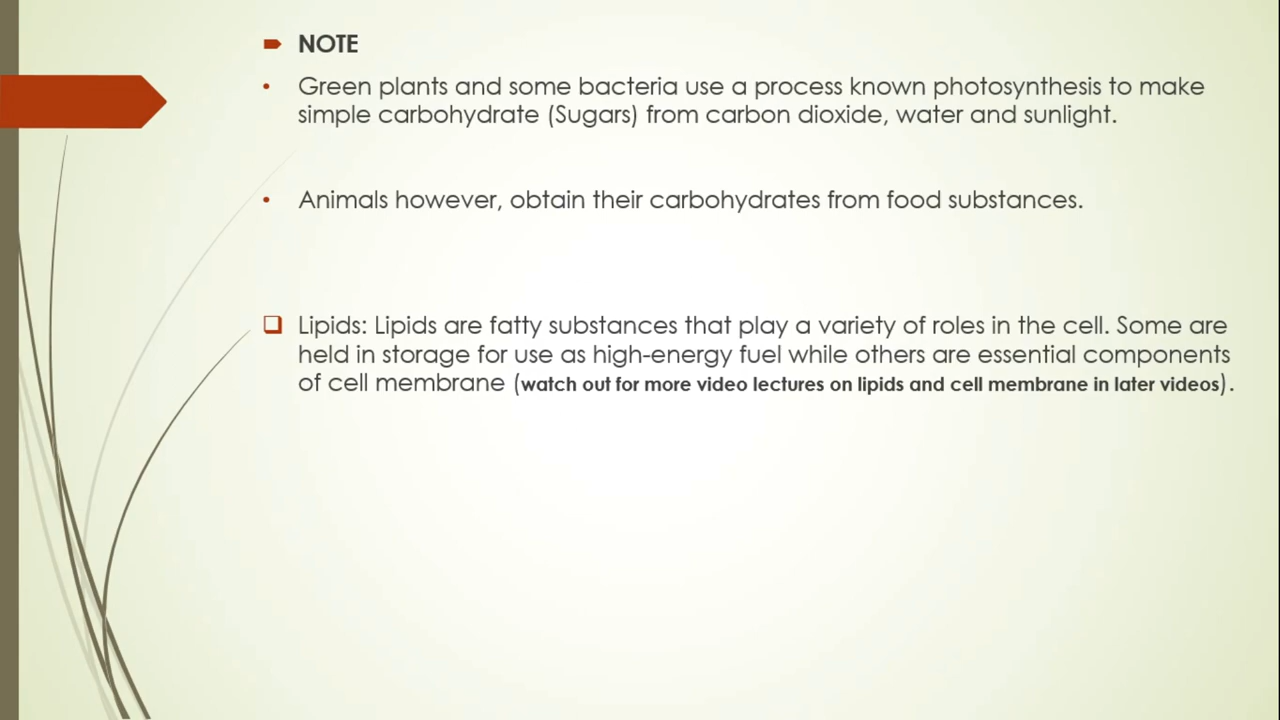 NOTE
• Green plants and some bacteria use a process known photosynthesis to make
simple carbohydrate (Sugars) from carbon dioxide, water and sunlight.
• Animals however, obtain their carbohydrates from food substances.
❑ Lipids: Lipids are fatty substances that play a variety of roles in the cell. Some are
held in storage for use as high-energy fuel while others are essential components
of cell membrane (watch out for more video lectures on lipids and cell membrane in later videos).